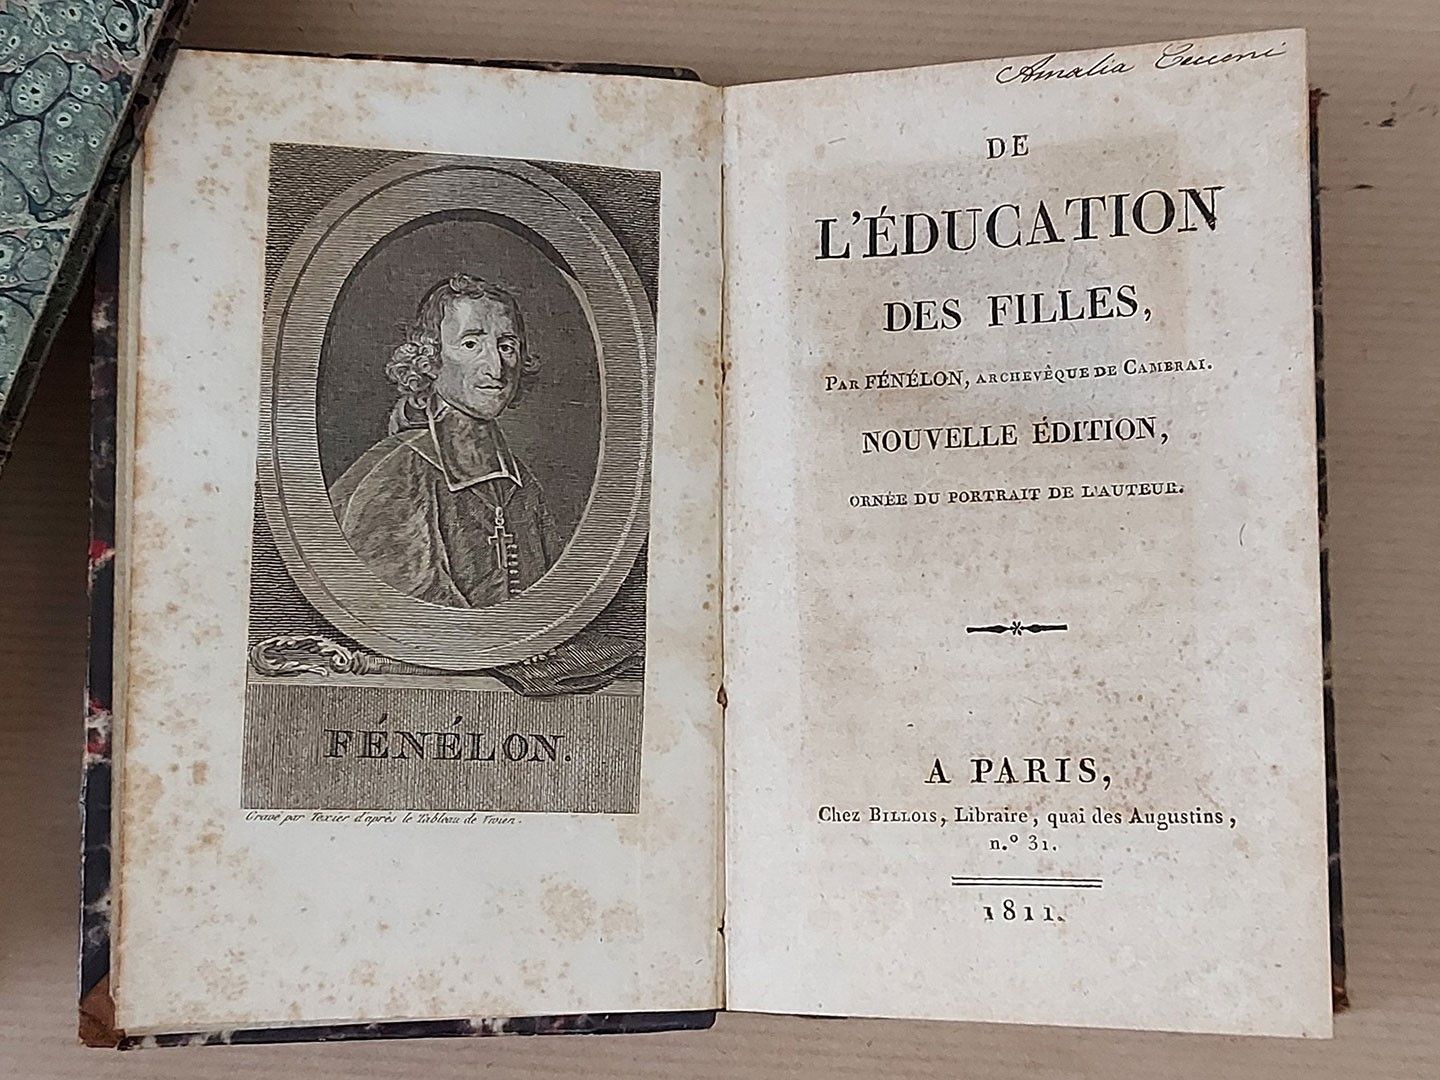 FÉNÉLON.
Gravé par Texier d'après le Tableau de Vivien.
Amalia
DE
L'ÉDUCATION
DES FILLES,
PAR FÉNÉLON, ARCHEVÊQUE DE CAMBRAI.
NOUVELLE ÉDITION,
ORNÉE DU PORTRAIT DE L'AUTEUR.
A PARIS,
Chez BILLOIS, Libraire, quai des Augustins,
n.º 31.
1811.